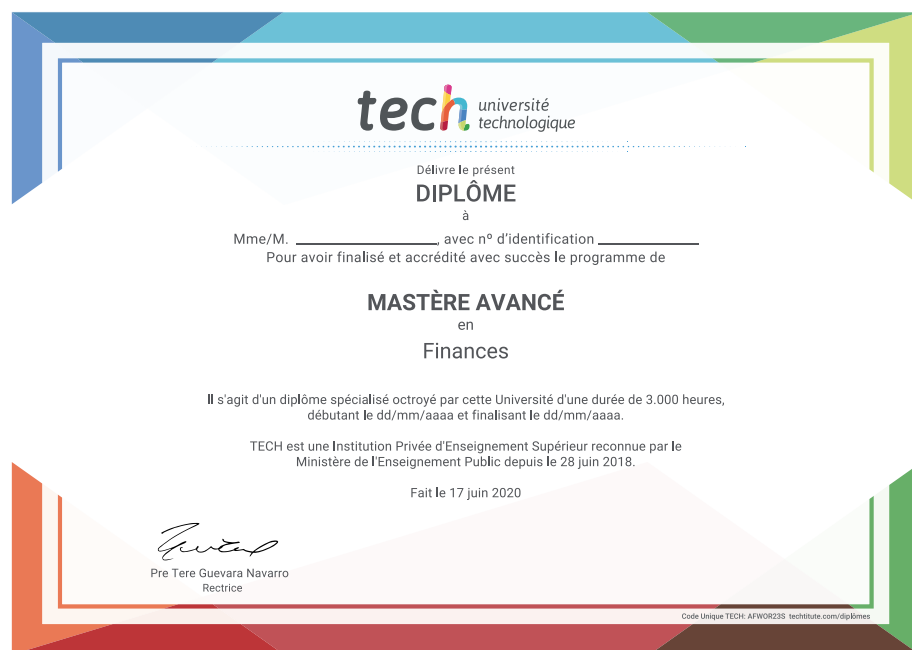 tech université
technologique
Délivre le présent
DIPLÔME
à
Mme/M. ____________________, avec nº d'identification ______________
Pour avoir finalisé et accrédité avec succès le programme de
MASTÈRE AVANCÉ
en
Finances
Il s'agit d'un diplôme spécialisé octroyé par cette Université d'une durée de 3.000 heures,
débutant le dd/mm/aaaa et finalisant le dd/mm/aaaa.
TECH est une Institution Privée d'Enseignement Supérieur reconnue par le
Ministère de l'Enseignement Public depuis le 28 juin 2018.
Fait le 17 juin 2020
Pre Tere Guevara Navarro
Rectrice
Code Unique TECH: AFWOR23S techtitute.com/diplômes